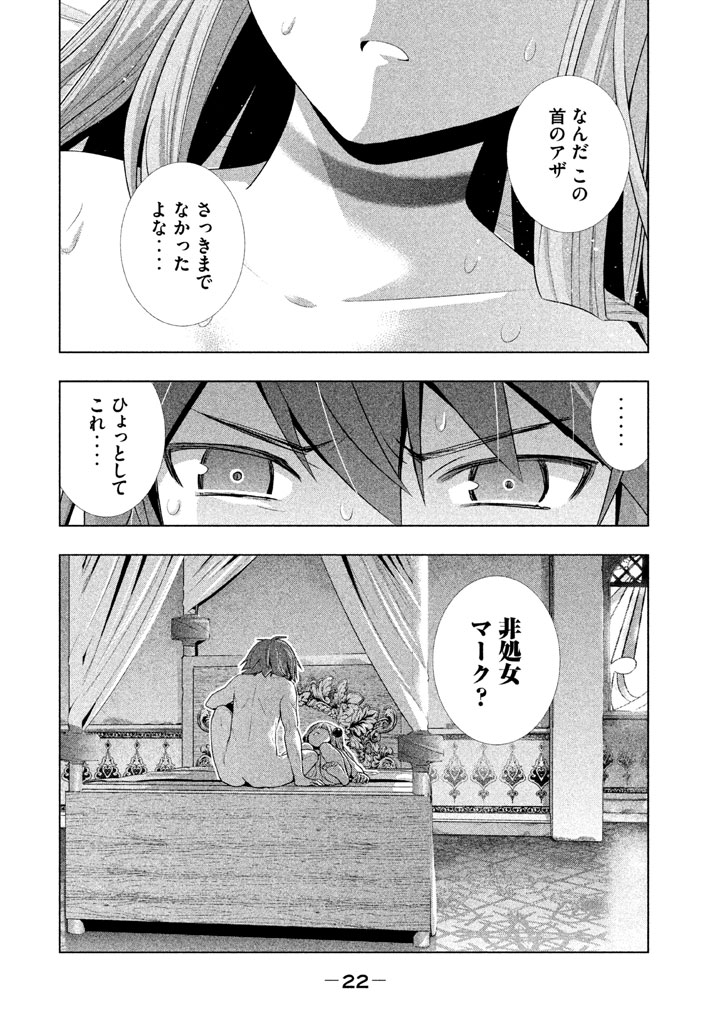 なんだ この
首のアザ
さっきまで
なかった
よな‥‥
‥‥‥
ひょっとして
これ‥‥
非処女
マーク？
－22－